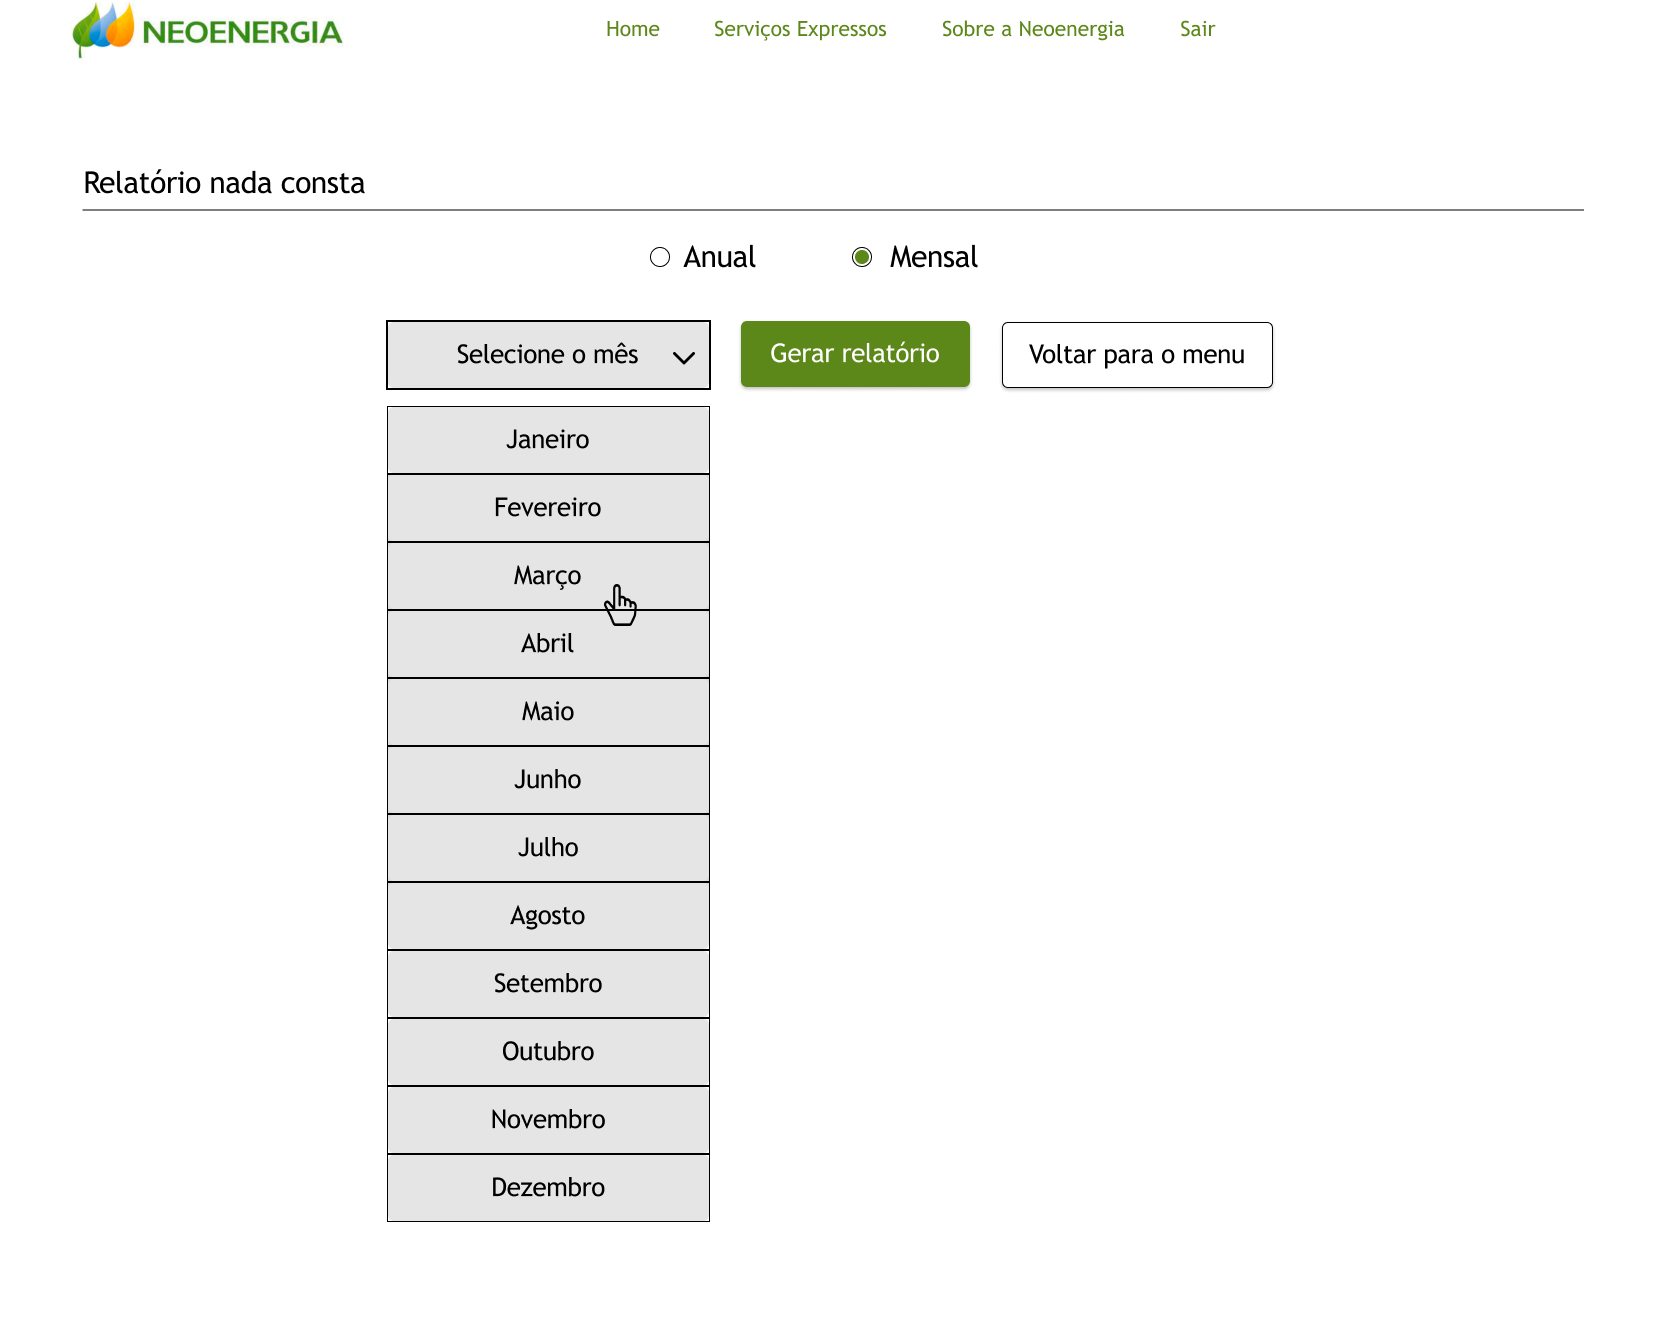 NEOENERGIA
Home Serviços Expressos Sobre a Neoenergia Sair
Relatório nada consta
Anual Mensal
Selecione o mês Gerar relatório Voltar para o menu
Janeiro
Fevereiro
Março
Abril
Maio
Junho
Julho
Agosto
Setembro
Outubro
Novembro
Dezembro